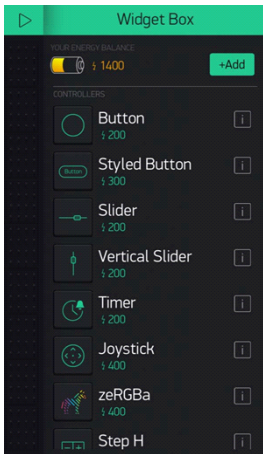 Widget Box
YOUR ENERGY BALANCE
1400
+Add
CONTROLLERS
Button
200
Button
Styled Button
300
Slider
200
Vertical Slider
200
Timer
200
Joystick
400
zeRGBa
400
Step H